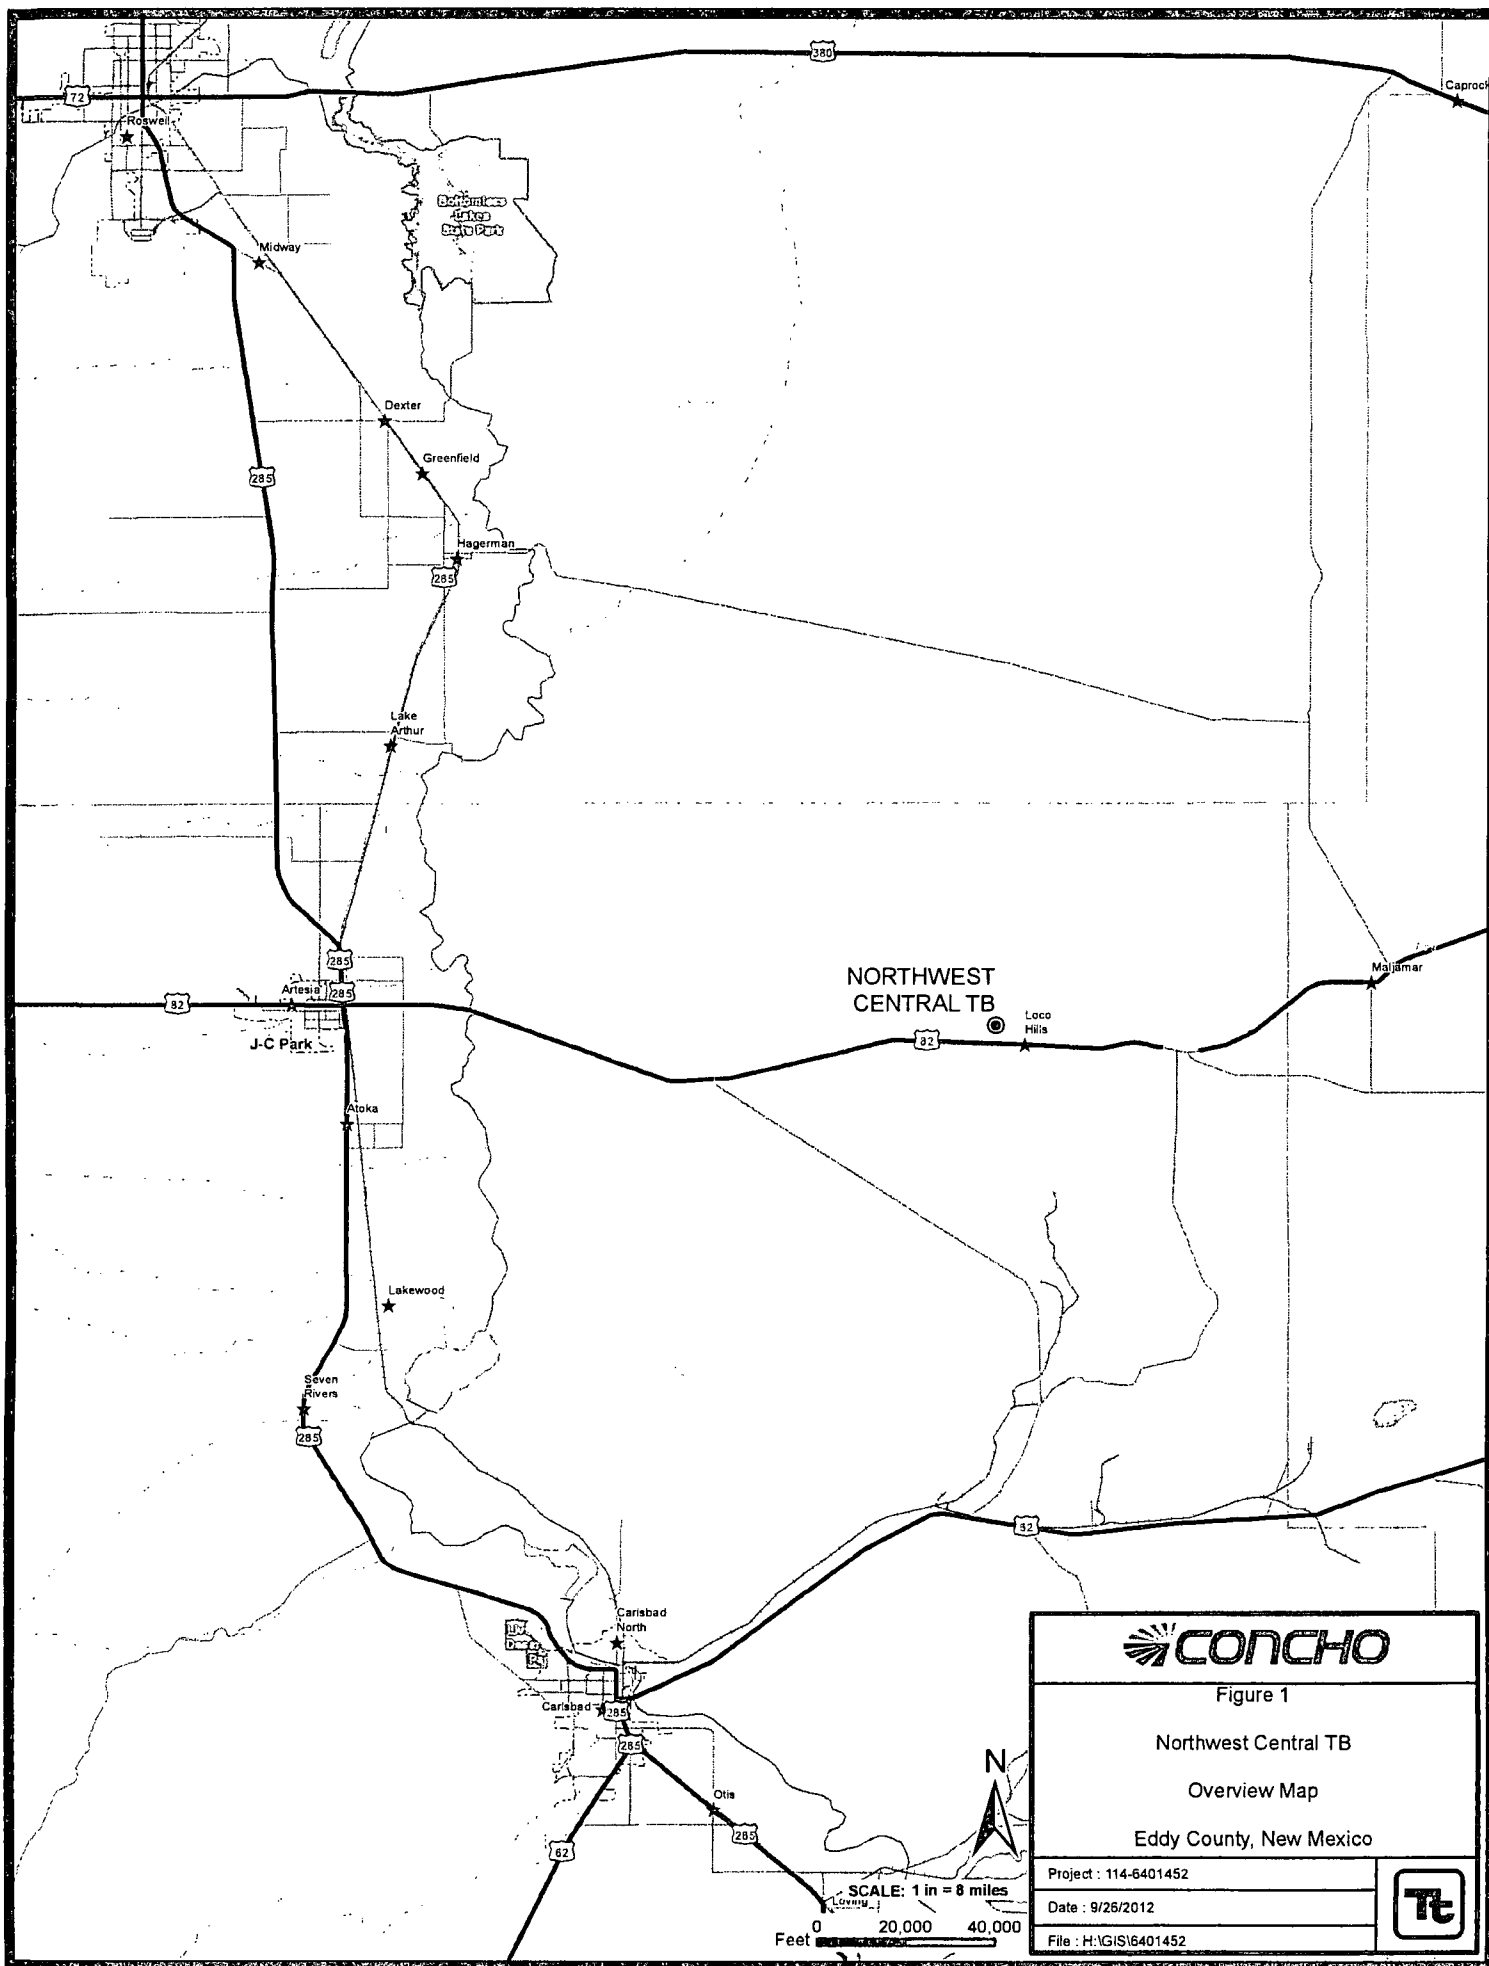 380
72
Caprock
Roswell
Bottomless
Lakes
State Park
Midway
Dexter
285
Greenfield
Hagerman
285
Lake
Arthur
285
NORTHWEST
CENTRAL TB
Maljamar
Artesia
285
82
Loco
Hills
J-C Park
82
Atoka
Lakewood
Seven
Rivers
285
62
Carlsbad
North
CONCHO
Figure 1
Carlsbad
285
285
Northwest Central TB
N
Otis
Overview Map
285
Eddy County, New Mexico
62
Project : 114-6401452
SCALE: 1 in = 8 miles
Loving
Date : 9/26/2012
Tt
0 20,000 40,000
Feet
File : H:\GIS\6401452